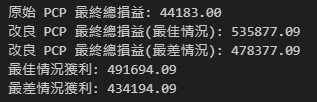 原始 PCP 最終總損益: 44183.00
改良 PCP 最終總損益(最佳情況): 535877.09
改良 PCP 最終總損益(最差情況): 478377.09
最佳情況獲利: 491694.09
最差情況獲利: 434194.09